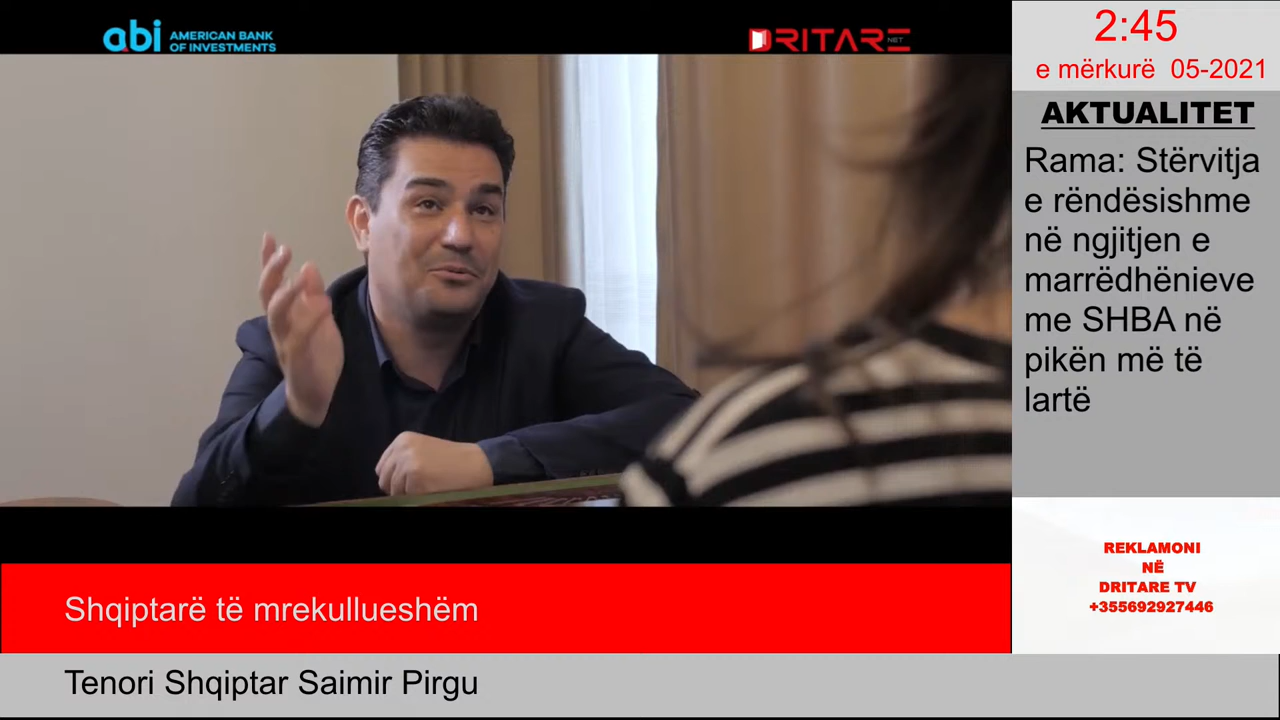 abi AMERICAN BANK
OF INVESTMENTS
DRITARE
NET
2:45
e mërkurë 05-2021
AKTUALITET
Rama: Stërvitja
e rëndësishme
në ngjitjen e
marrëdhënieve
me SHBA në
pikën më të
lartë
REKLAMONI
NË
DRITARE TV
+355692927446
Shqiptarë të mrekullueshëm
Tenori Shqiptar Saimir Pirgu